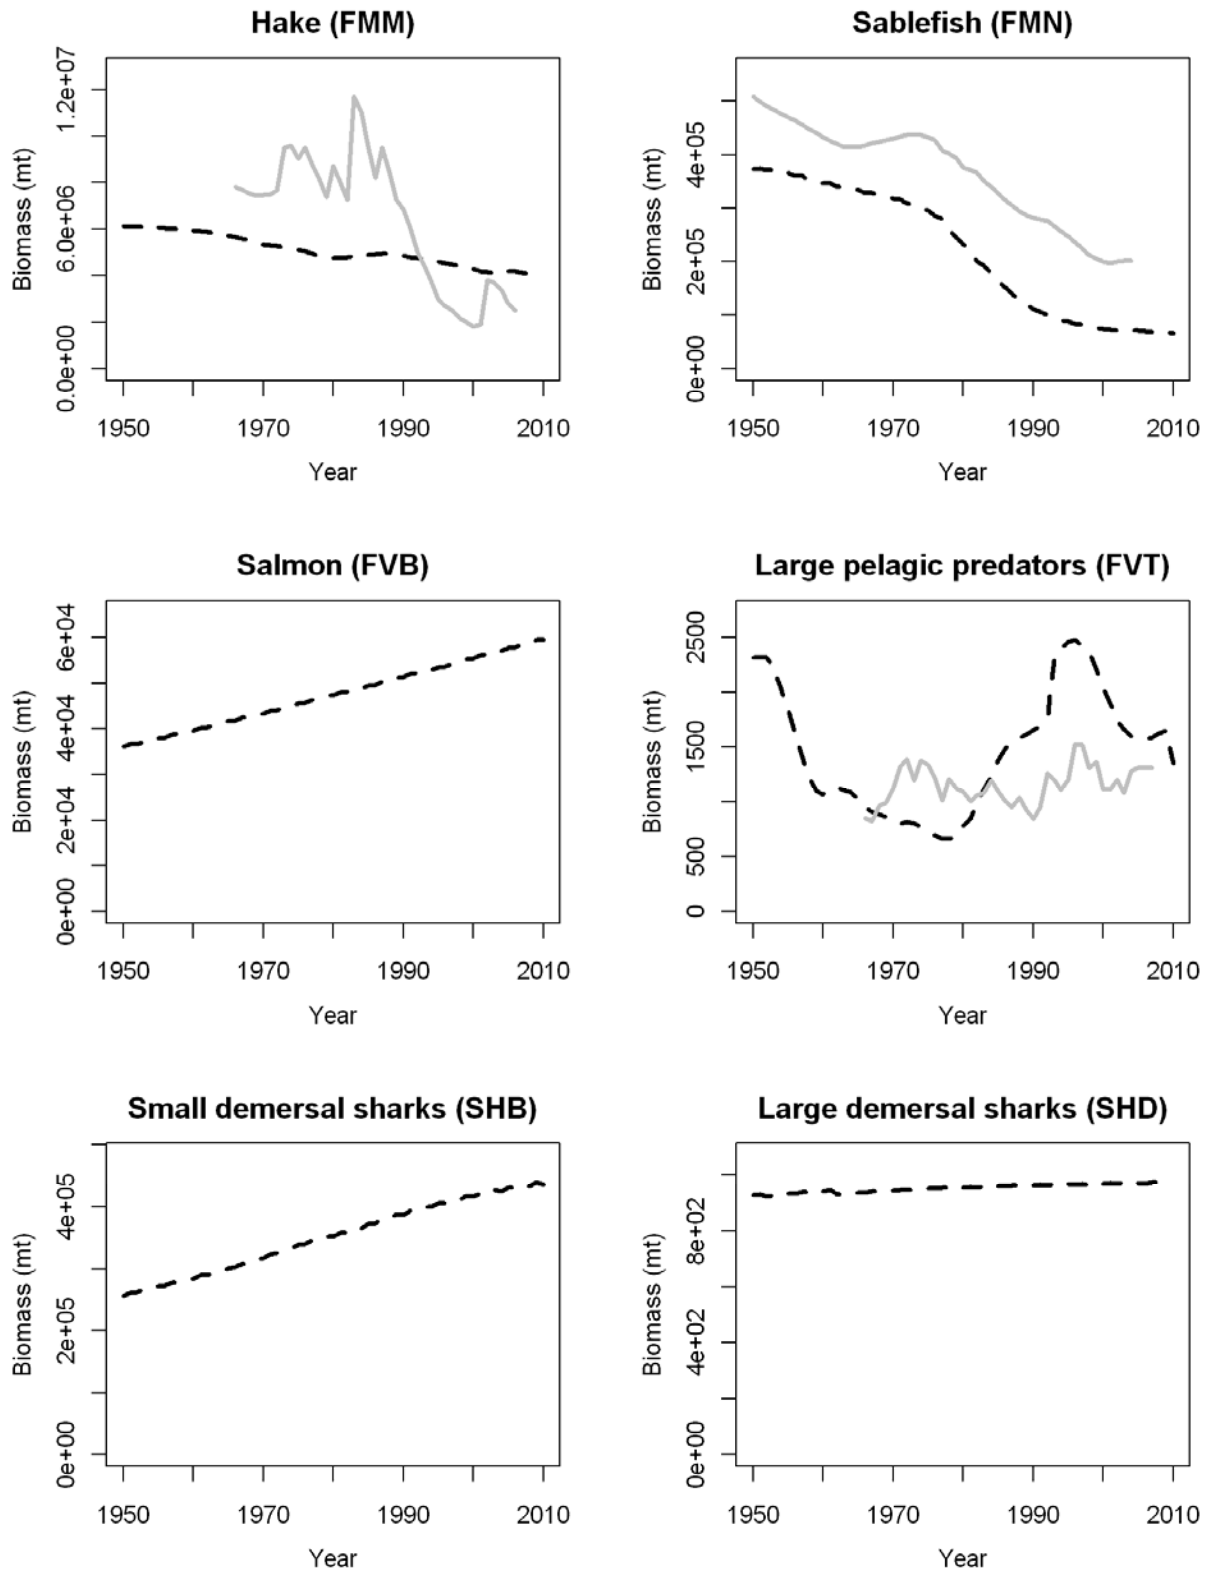 Hake (FMM)
Biomass (mt)
0.0e+00 6.0e+06 1.2e+07
1950 1970 1990 2010
Year
Sablefish (FMN)
Biomass (mt)
0e+00 2e+05 4e+05
1950 1970 1990 2010
Year
Salmon (FVB)
Biomass (mt)
0e+00 2e+04 4e+04 6e+04
1950 1970 1990 2010
Year
Large pelagic predators (FVT)
Biomass (mt)
0 500 1500 2500
1950 1970 1990 2010
Year
Small demersal sharks (SHB)
Biomass (mt)
0e+00 2e+05 4e+05
1950 1970 1990 2010
Year
Large demersal sharks (SHD)
Biomass (mt)
0e+00 4e+02 8e+02
1950 1970 1990 2010
Year